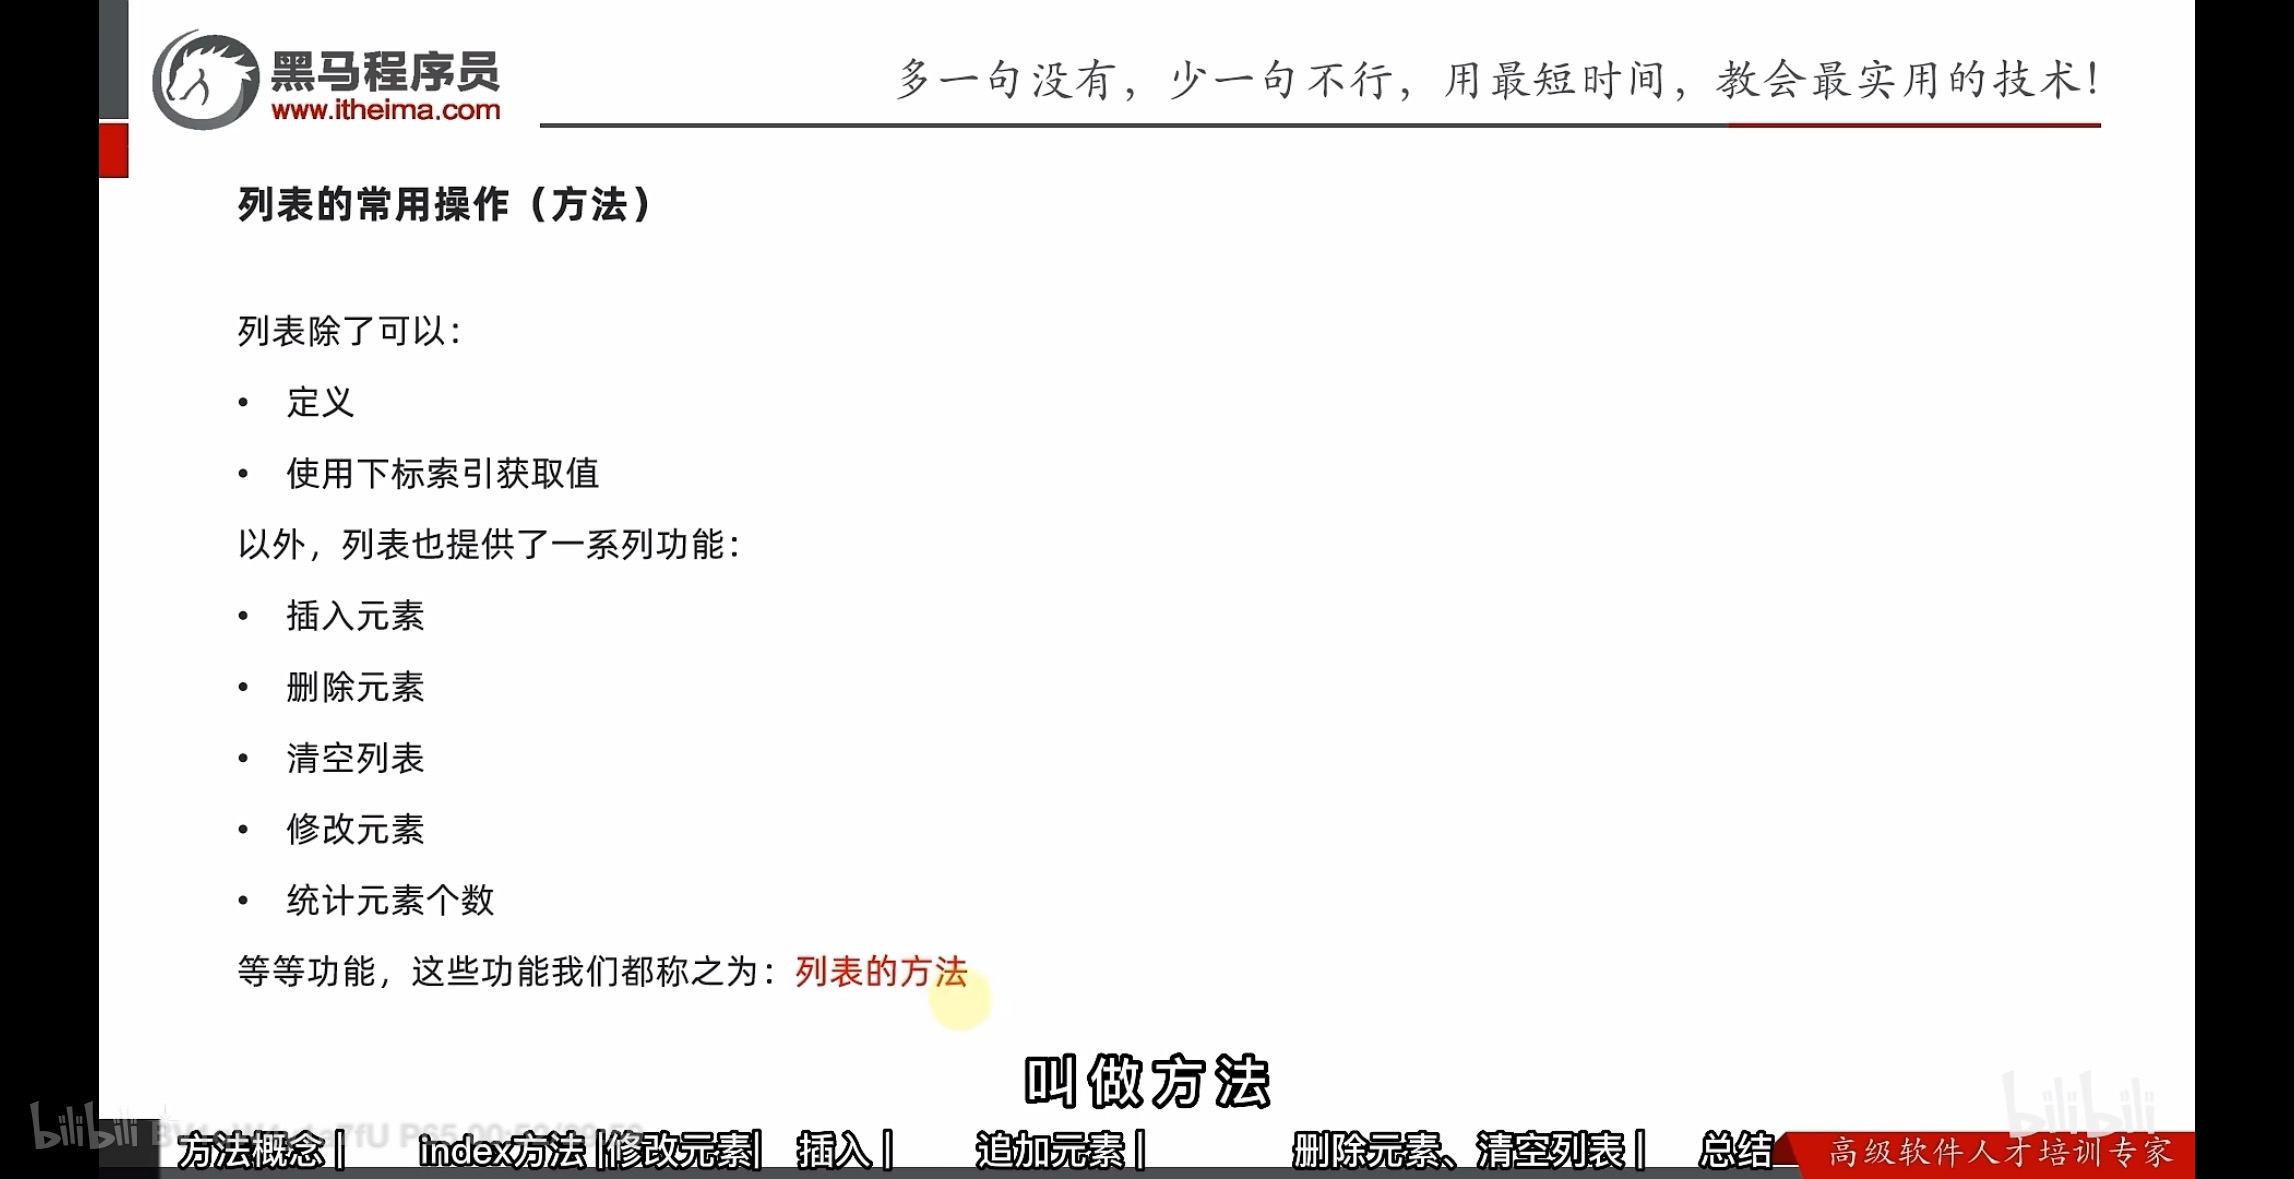 黑马程序员
www.itheima.com
多一句没有，少一句不行，用最短时间，教会最实用的技术！
列表的常用操作（方法）
列表除了可以：
• 定义
• 使用下标索引获取值
以外，列表也提供了一系列功能：
• 插入元素
• 删除元素
• 清空列表
• 修改元素
• 统计元素个数
等等功能，这些功能我们都称之为：列表的方法
叫做方法
bilibili
bilibili
方法概念 | index方法 |修改元素| 插入 | 追加元素 | 删除元素、清空列表 | 总结
高级软件人才培训专家